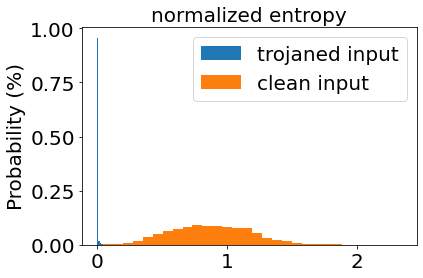 normalized entropy
1.00
0.75
0.50
0.25
0.00
Probability (%)
trojaned input
clean input
0 1 2